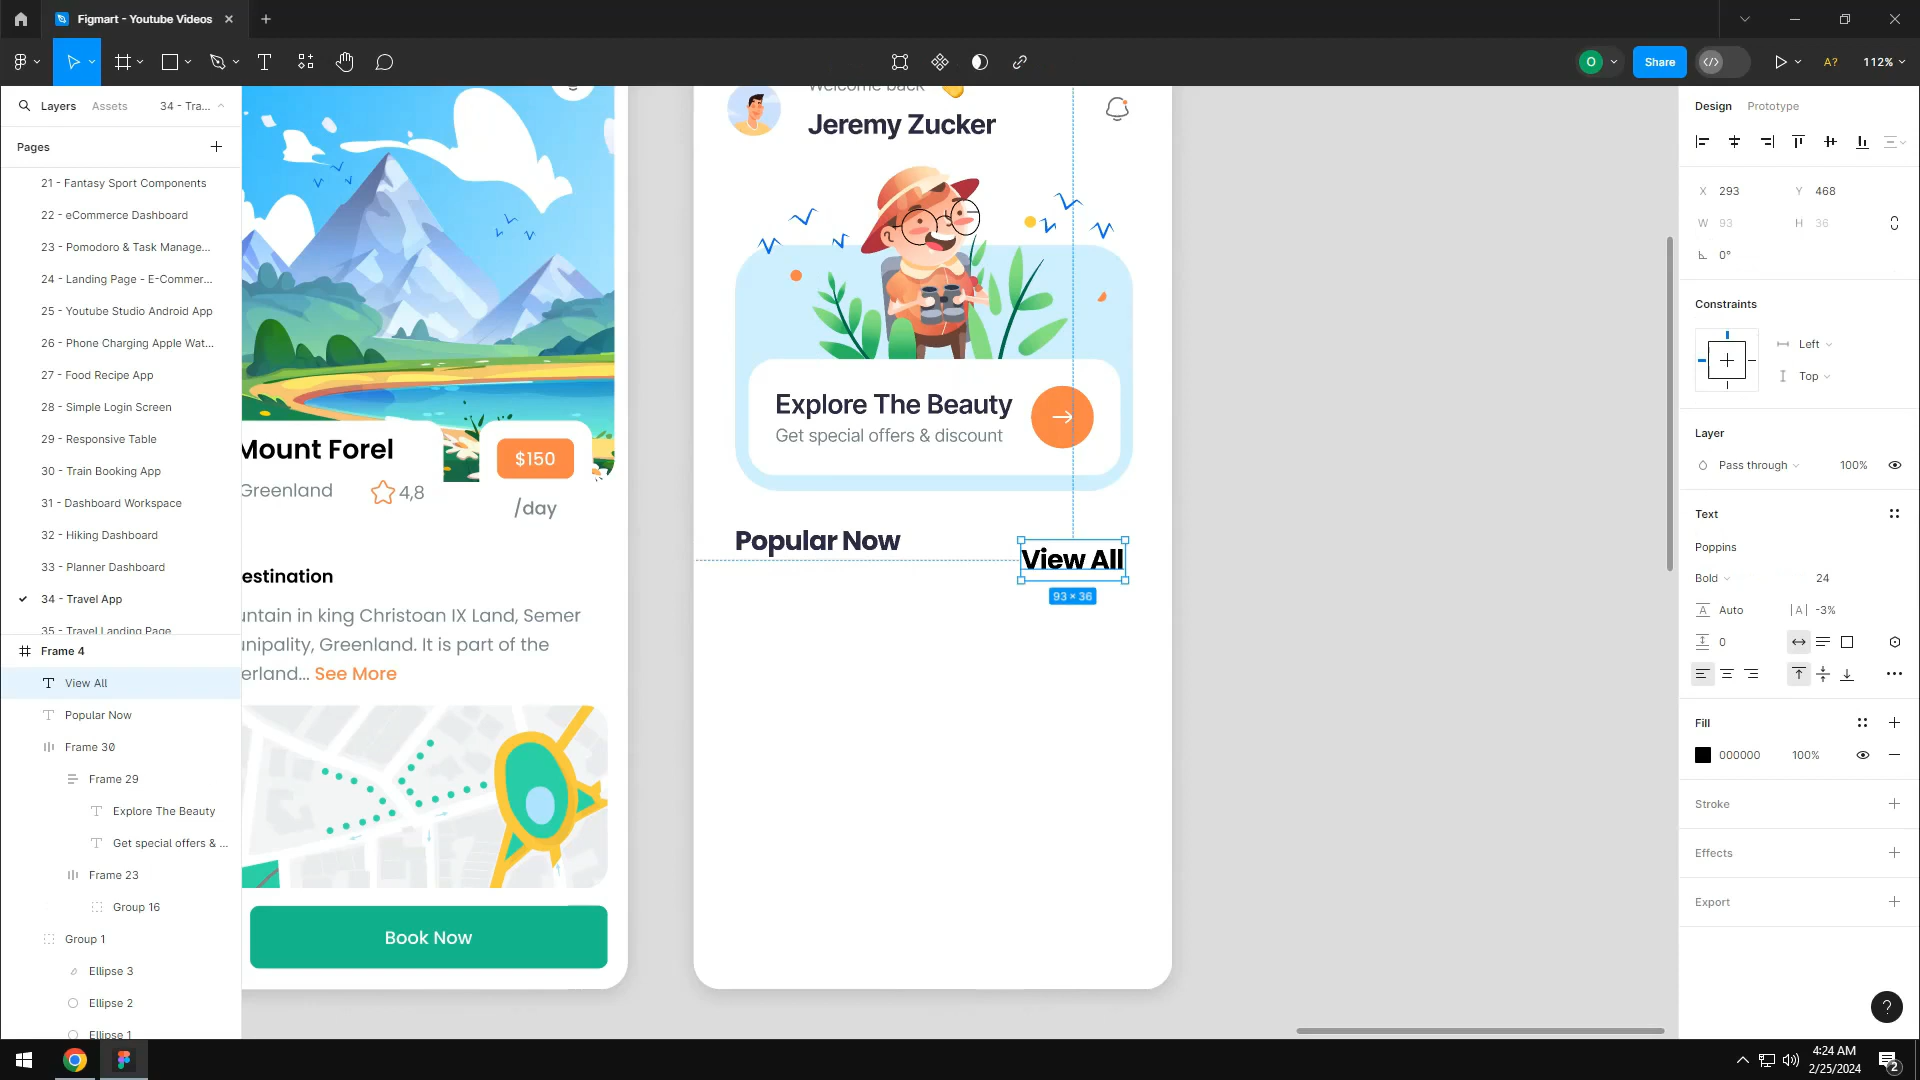 Figmart - Youtube Videos
Share
A?
112%
O
Layers
Assets
34 - Tra...
Pages
21 - Fantasy Sport Components
22 - eCommerce Dashboard
23 - Pomodoro & Task Manage...
24 - Landing Page - E-Commer...
25 - Youtube Studio Android App
26 - Phone Charging Apple Wat...
27 - Food Recipe App
28 - Simple Login Screen
29 - Responsive Table
30 - Train Booking App
31 - Dashboard Workspace
32 - Hiking Dashboard
33 - Planner Dashboard
34 - Travel App
35 - Travel Landing Page
Frame 4
View All
Popular Now
Frame 30
Frame 29
Explore The Beauty
Get special offers & ...
Frame 23
Group 16
Group 1
Ellipse 3
Ellipse 2
Ellipse 1
Mount Forel
Greenland
4,8
$150
/day
estination
untain in king Christoan IX Land, Semer
unipality, Greenland. It is part of the
erland... See More
Book Now
Welcome back
Jeremy Zucker
Explore The Beauty
Get special offers & discount
Popular Now
View All
93 × 36
Design
Prototype
X 293
Y 468
W 93
H 36
0°
Constraints
Left
Top
Layer
Pass through
100%
Text
Poppins
Bold
24
Auto
-3%
0
Fill
000000
100%
Stroke
Effects
Export
?
4:24 AM
2/25/2024
2